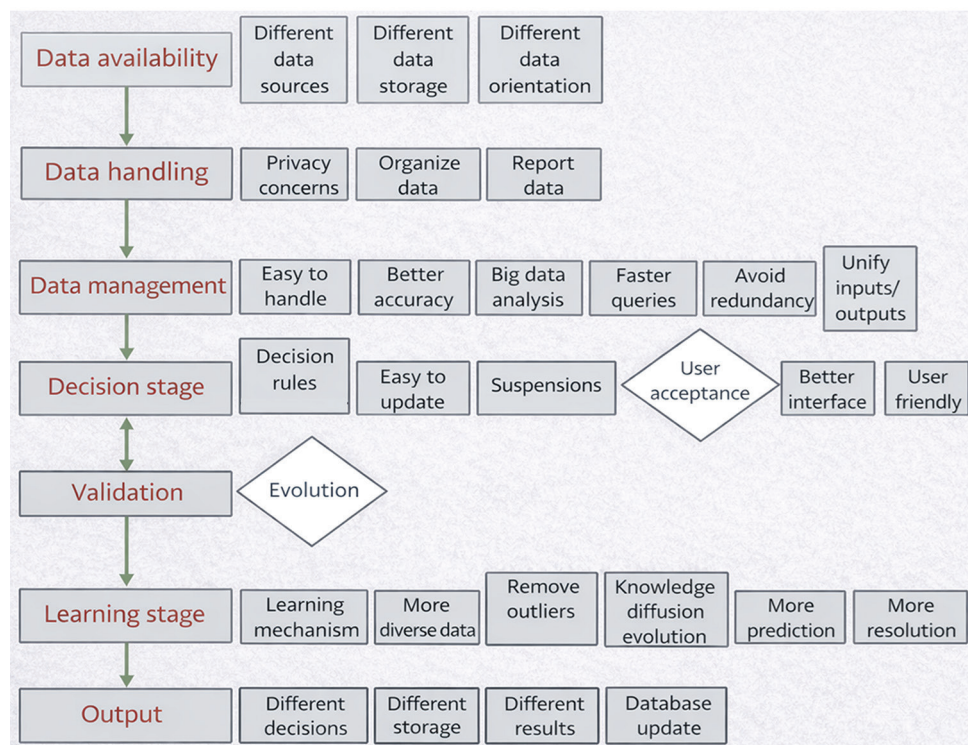 Data availability
Different
data
sources
Different
data
storage
Different
data
orientation
Data handling
Privacy
concerns
Organize
data
Report
data
Data management
Easy to
handle
Better
accuracy
Big data
analysis
Faster
queries
Avoid
redundancy
Unify
inputs/
outputs
Decision stage
Decision
rules
Easy to
update
Suspensions
User
acceptance
Better
interface
User
friendly
Validation
Evolution
Learning stage
Learning
mechanism
More
diverse data
Remove
outliers
Knowledge
diffusion
evolution
More
prediction
More
resolution
Output
Different
decisions
Different
storage
Different
results
Database
update